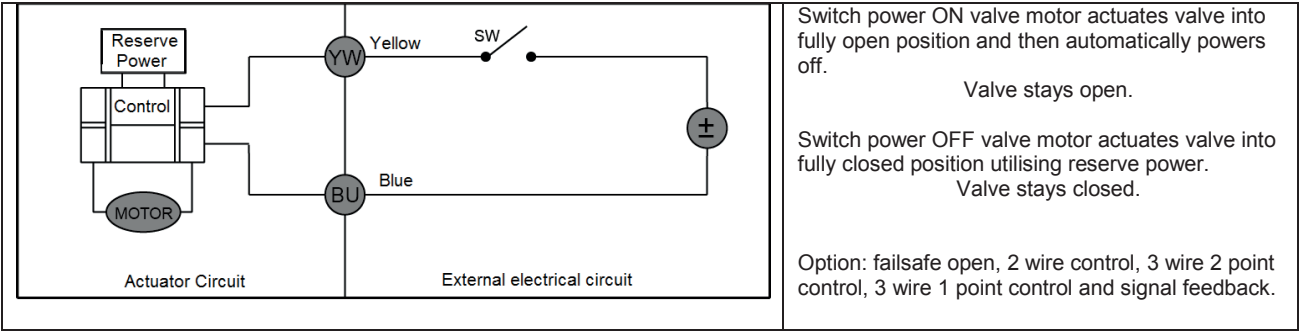 Reserve
Power
Control
MOTOR
YW
Yellow
SW
±
BU
Blue
Actuator Circuit
External electrical circuit
Switch power ON valve motor actuates valve into
fully open position and then automatically powers
off.
Valve stays open.
Switch power OFF valve motor actuates valve into
fully closed position utilising reserve power.
Valve stays closed.
Option: failsafe open, 2 wire control, 3 wire 2 point
control, 3 wire 1 point control and signal feedback.